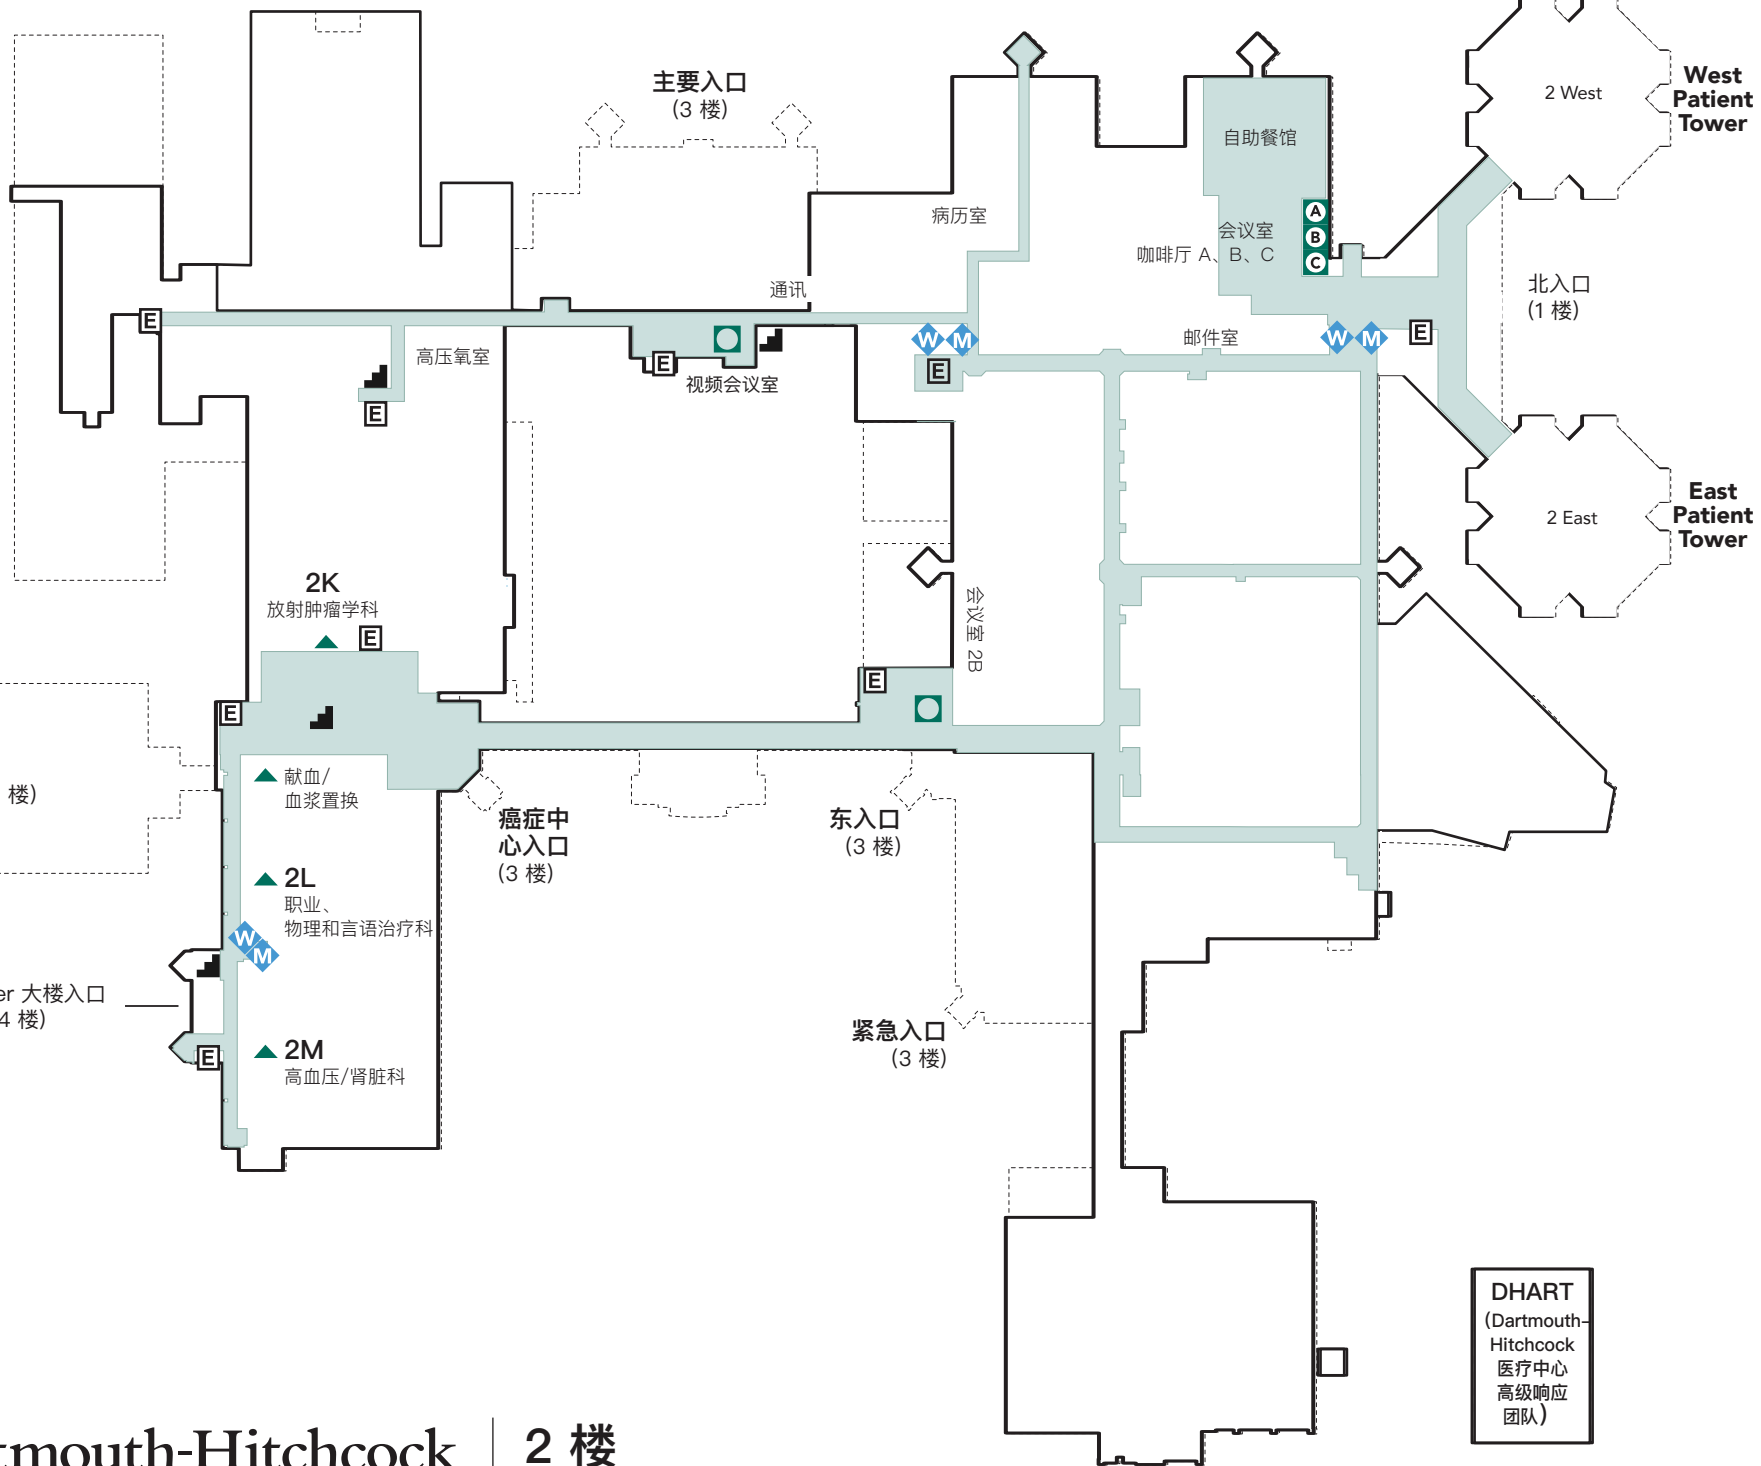 主要入口
(3 楼)
2 West
West
Patient
Tower
自助餐馆
病历室
A
B
C
会议室
咖啡厅 A、B、C
通讯
北入口
(1 楼)
E
高压氧室
E
E
视频会议室
W M
E
邮件室
W M
E
2 East
East
Patient
Tower
2K
放射肿瘤学科
E
会议室 2B
E
E
献血/
血浆置换
楼)
癌症中
心入口
(3 楼)
东入口
(3 楼)
2L
职业、
物理和言语治疗科
W
M
er 大楼入口
4 楼)
紧急入口
(3 楼)
E
2M
高血压/肾脏科
DHART
(Dartmouth-
Hitchcock
医疗中心
高级响应
团队)
tmouth-Hitchcock
2 楼